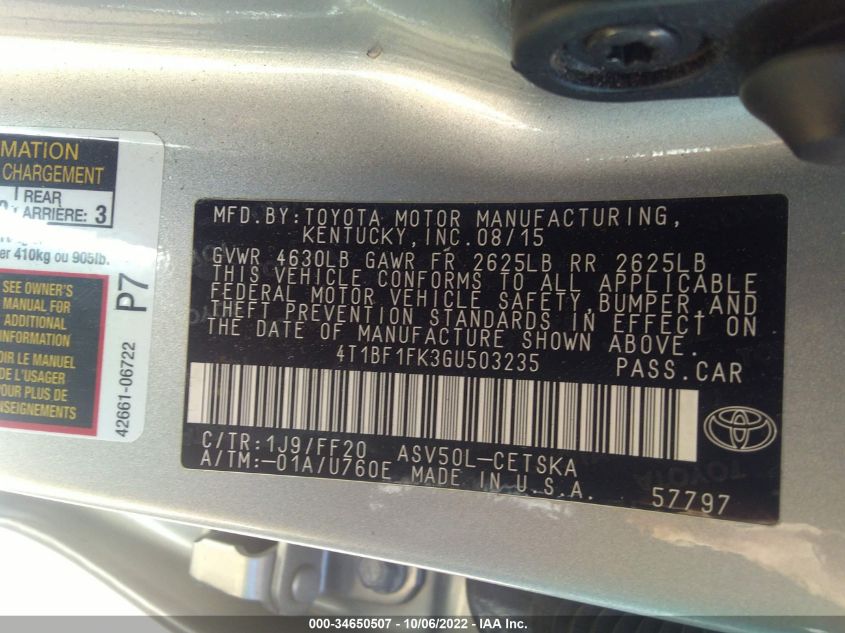 MATION
CHARGEMENT
REAR
ARRIÈRE: 3
er 410kg ou 905lb.
SEE OWNER'S
MANUAL FOR
ADDITIONAL
INFORMATION
OIR LE MANUEL
DE L'USAGER
POUR PLUS DE
NSEIGNEMENTS
P7
42661-06722
MFD.BY:TOYOTA MOTOR MANUFACTURING,
KENTUCKY, INC. 08/15
GVWR 4630LB GAWR FR 2625LB RR 2625LB
THIS VEHICLE CONFORMS TO ALL APPLICABLE
FEDERAL MOTOR VEHICLE SAFETY, BUMPER, AND
THEFT PREVENTION STANDARDS IN EFFECT ON
THE DATE OF MANUFACTURE SHOWN ABOVE.
4T1BF1FK3GU503235 PASS.CAR
C/TR:1J9/FF20 ASV50L-CETSKA
A/TM:-01A/U760E MADE IN U.S.A.
57797
000-34650507 - 10/06/2022 - IAA Inc.